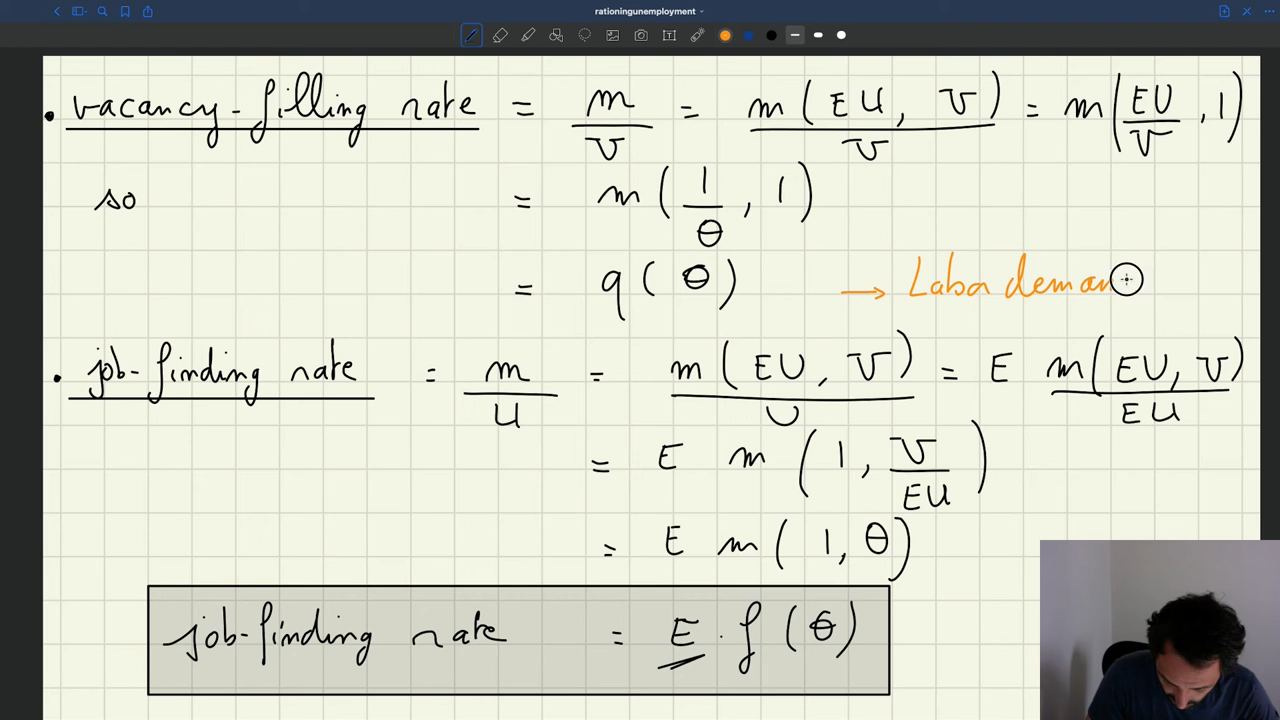 rationingunemployment
• vacancy-filling rate = m / V = m(EU, V) / V = m(EU / V, 1)
so = m(1 / θ, 1)
= q(θ) → Labor deman
• job-finding rate = m / U = m(EU, V) / U = E m(EU, V) / EU
= E m(1, V / EU)
= E m(1, θ)
job-finding rate = E · f(θ)